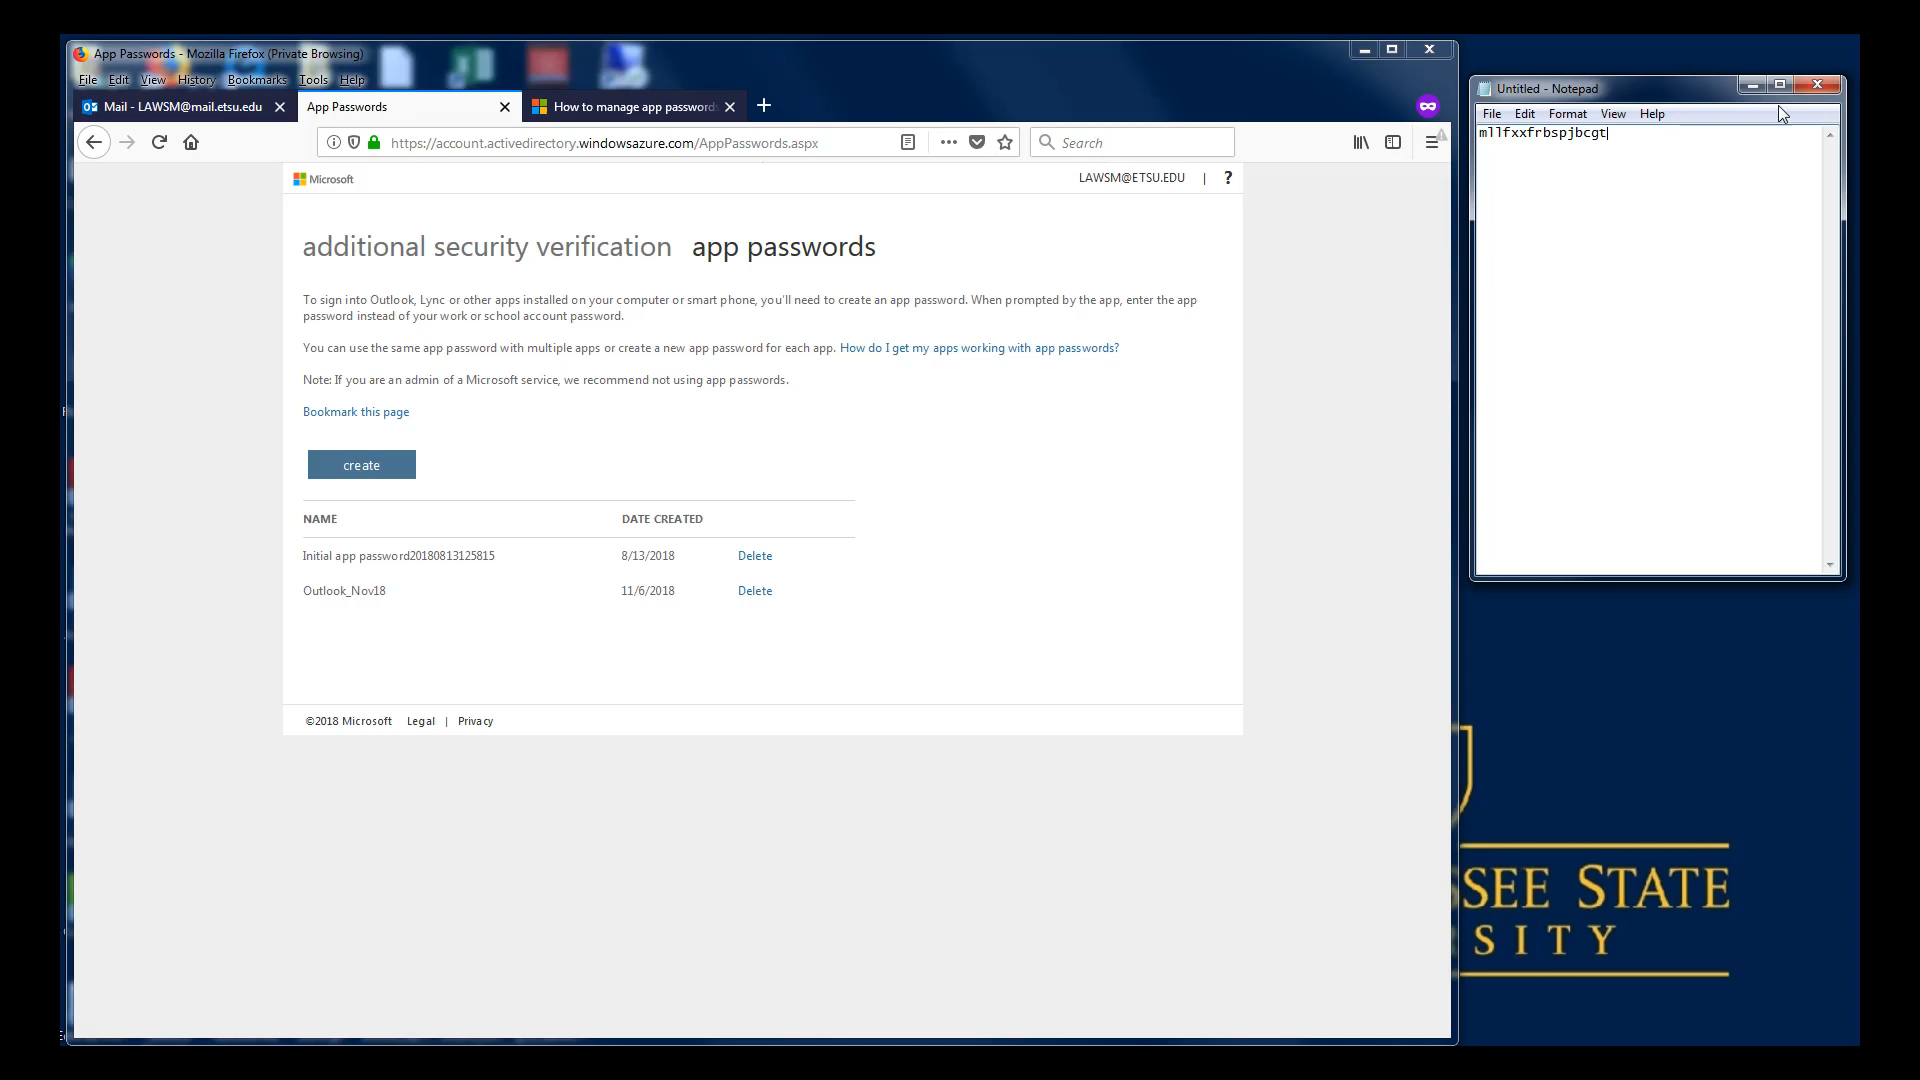 App Passwords - Mozilla Firefox (Private Browsing)
File Edit View History Bookmarks Tools Help
Mail - LAWSM@mail.etsu.edu
App Passwords
How to manage app passwords
https://account.activedirectory.windowsazure.com/AppPasswords.aspx
Search
Microsoft
LAWSM@ETSU.EDU | ?
additional security verification app passwords
To sign into Outlook, Lync or other apps installed on your computer or smart phone, you'll need to create an app password. When prompted by the app, enter the app
password instead of your work or school account password.
You can use the same app password with multiple apps or create a new app password for each app. How do I get my apps working with app passwords?
Note: If you are an admin of a Microsoft service, we recommend not using app passwords.
Bookmark this page
create
NAME DATE CREATED
Initial app password20180813125815 8/13/2018 Delete
Outlook_Nov18 11/6/2018 Delete
©2018 Microsoft Legal | Privacy
Untitled - Notepad
File Edit Format View Help
mllfxxfrbspjbcgt
SEE STATE
SITY